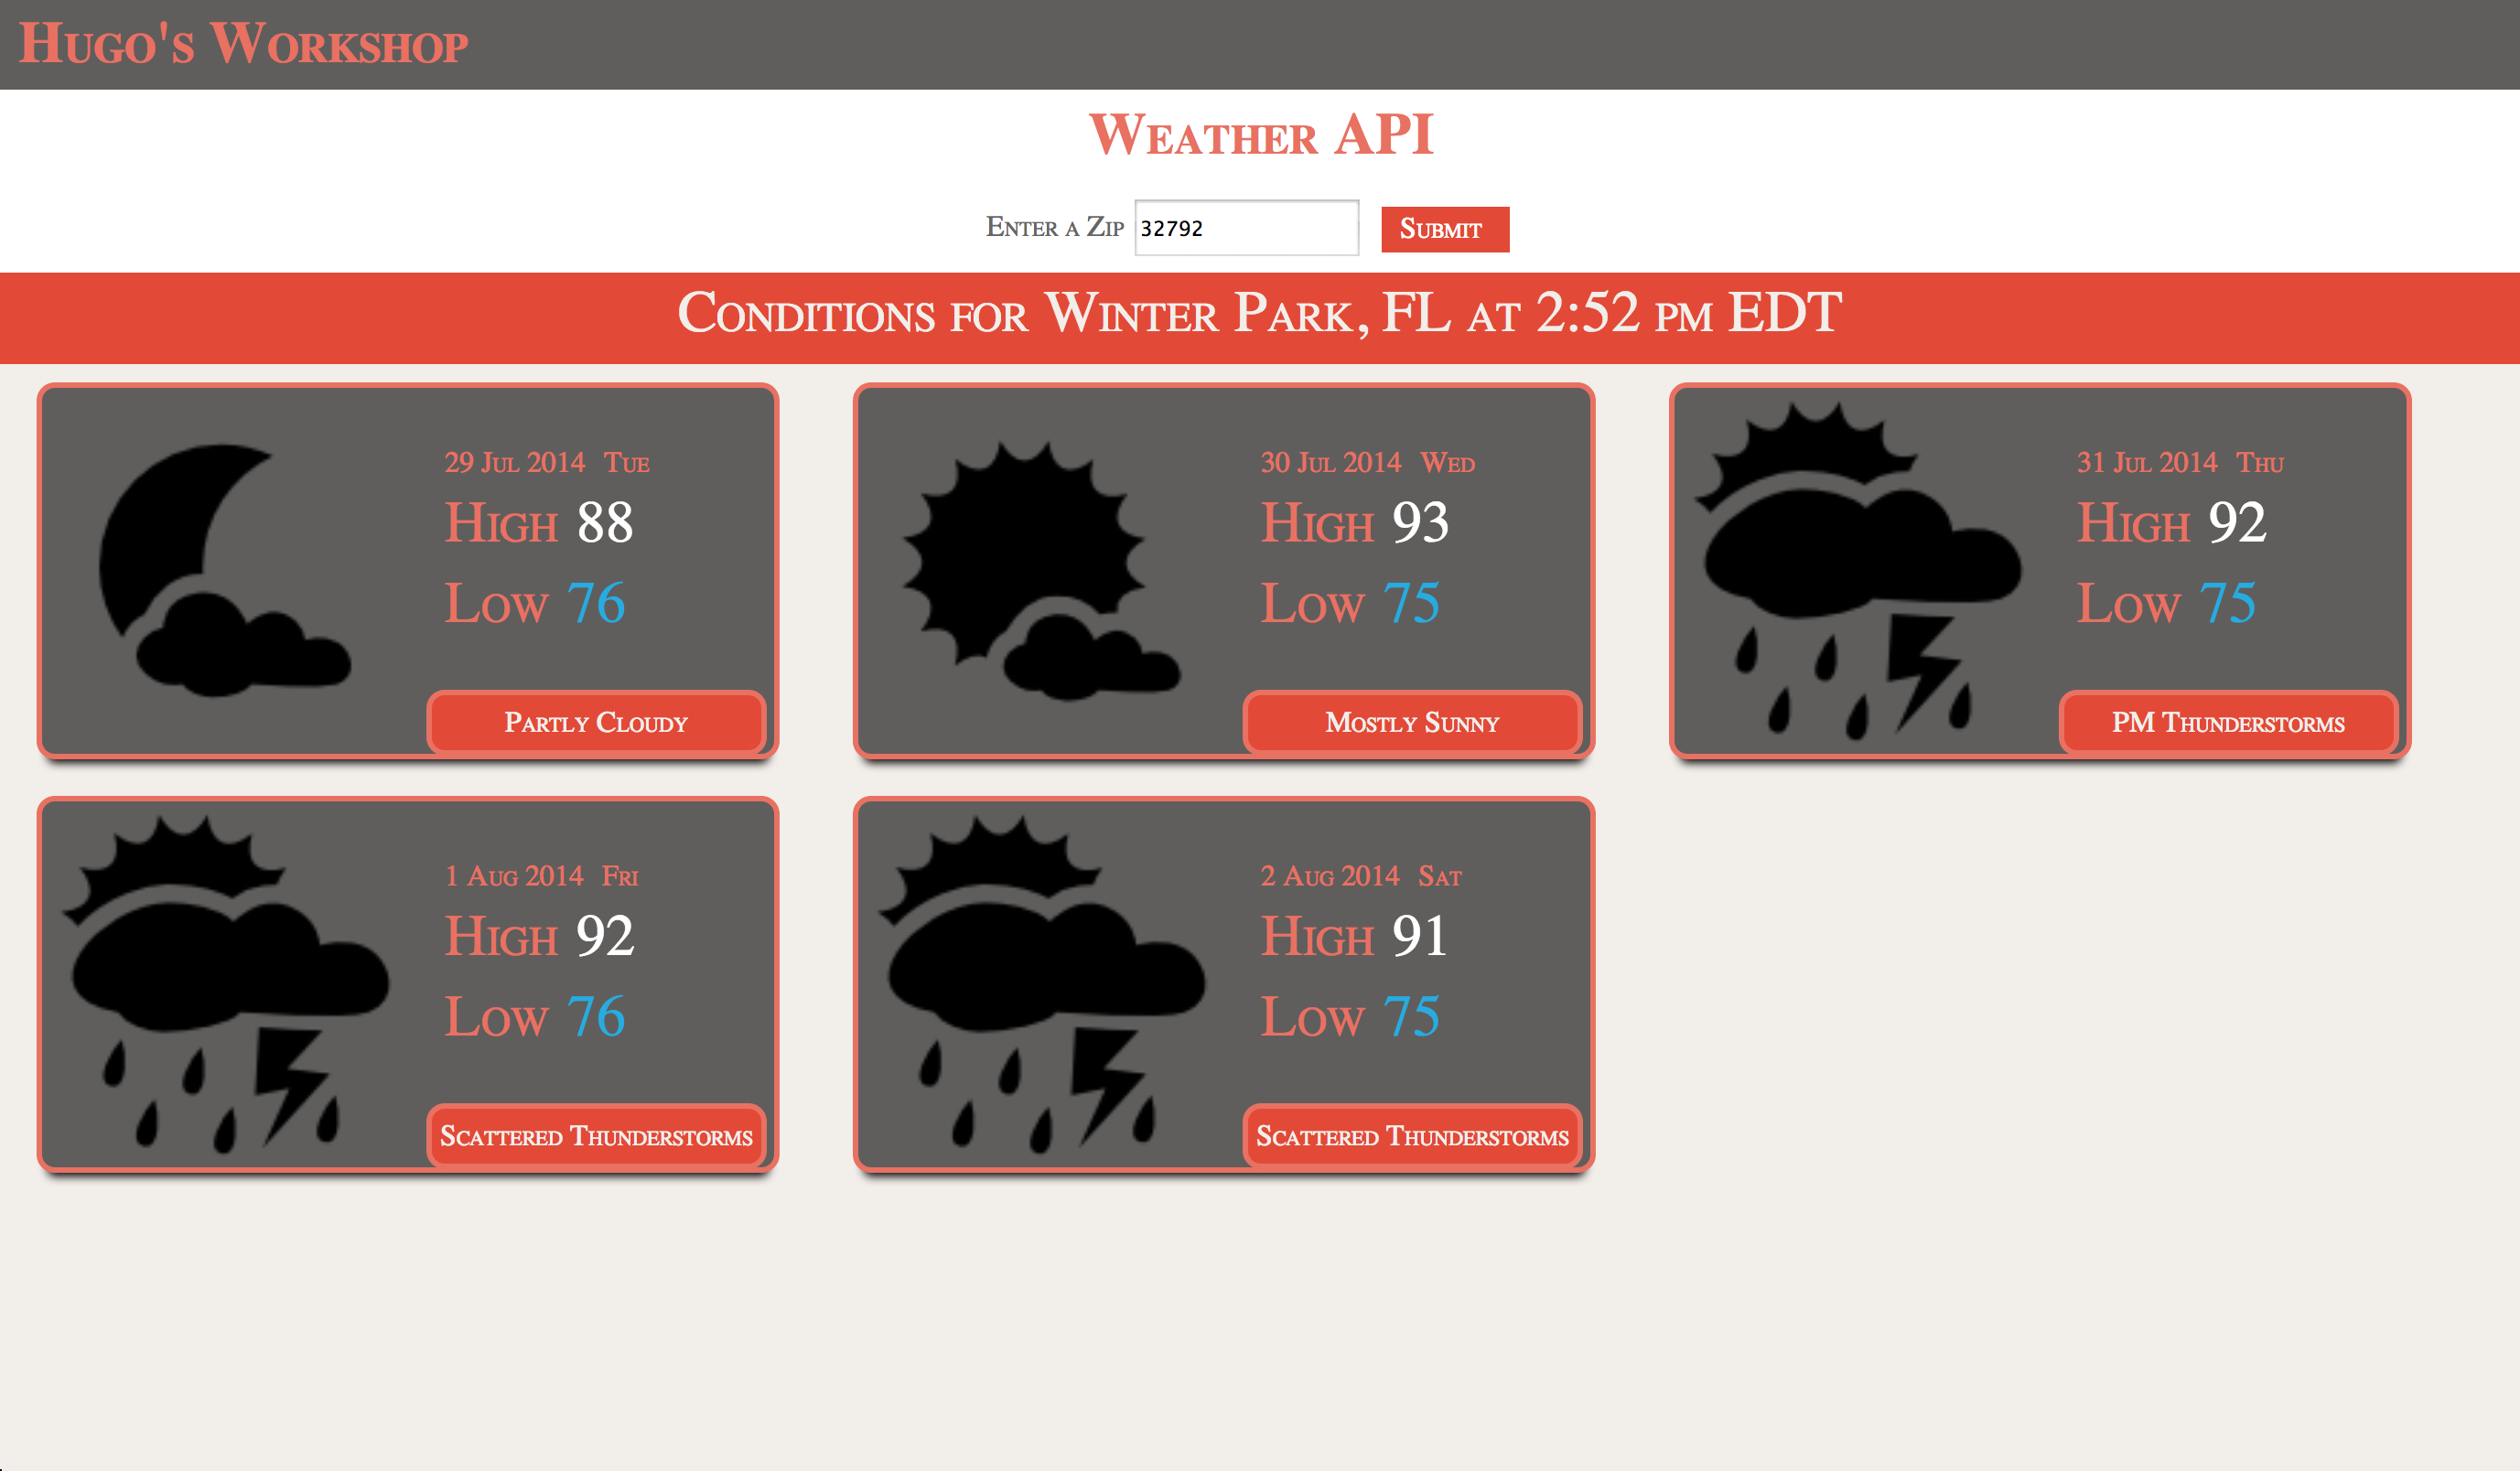 Hugo's Workshop
Weather API
Enter a Zip 32792 Submit
Conditions for Winter Park, FL at 2:52 pm EDT
29 Jul 2014 Tue
High 88
Low 76
Partly Cloudy
30 Jul 2014 Wed
High 93
Low 75
Mostly Sunny
31 Jul 2014 Thu
High 92
Low 75
PM Thunderstorms
1 Aug 2014 Fri
High 92
Low 76
Scattered Thunderstorms
2 Aug 2014 Sat
High 91
Low 75
Scattered Thunderstorms